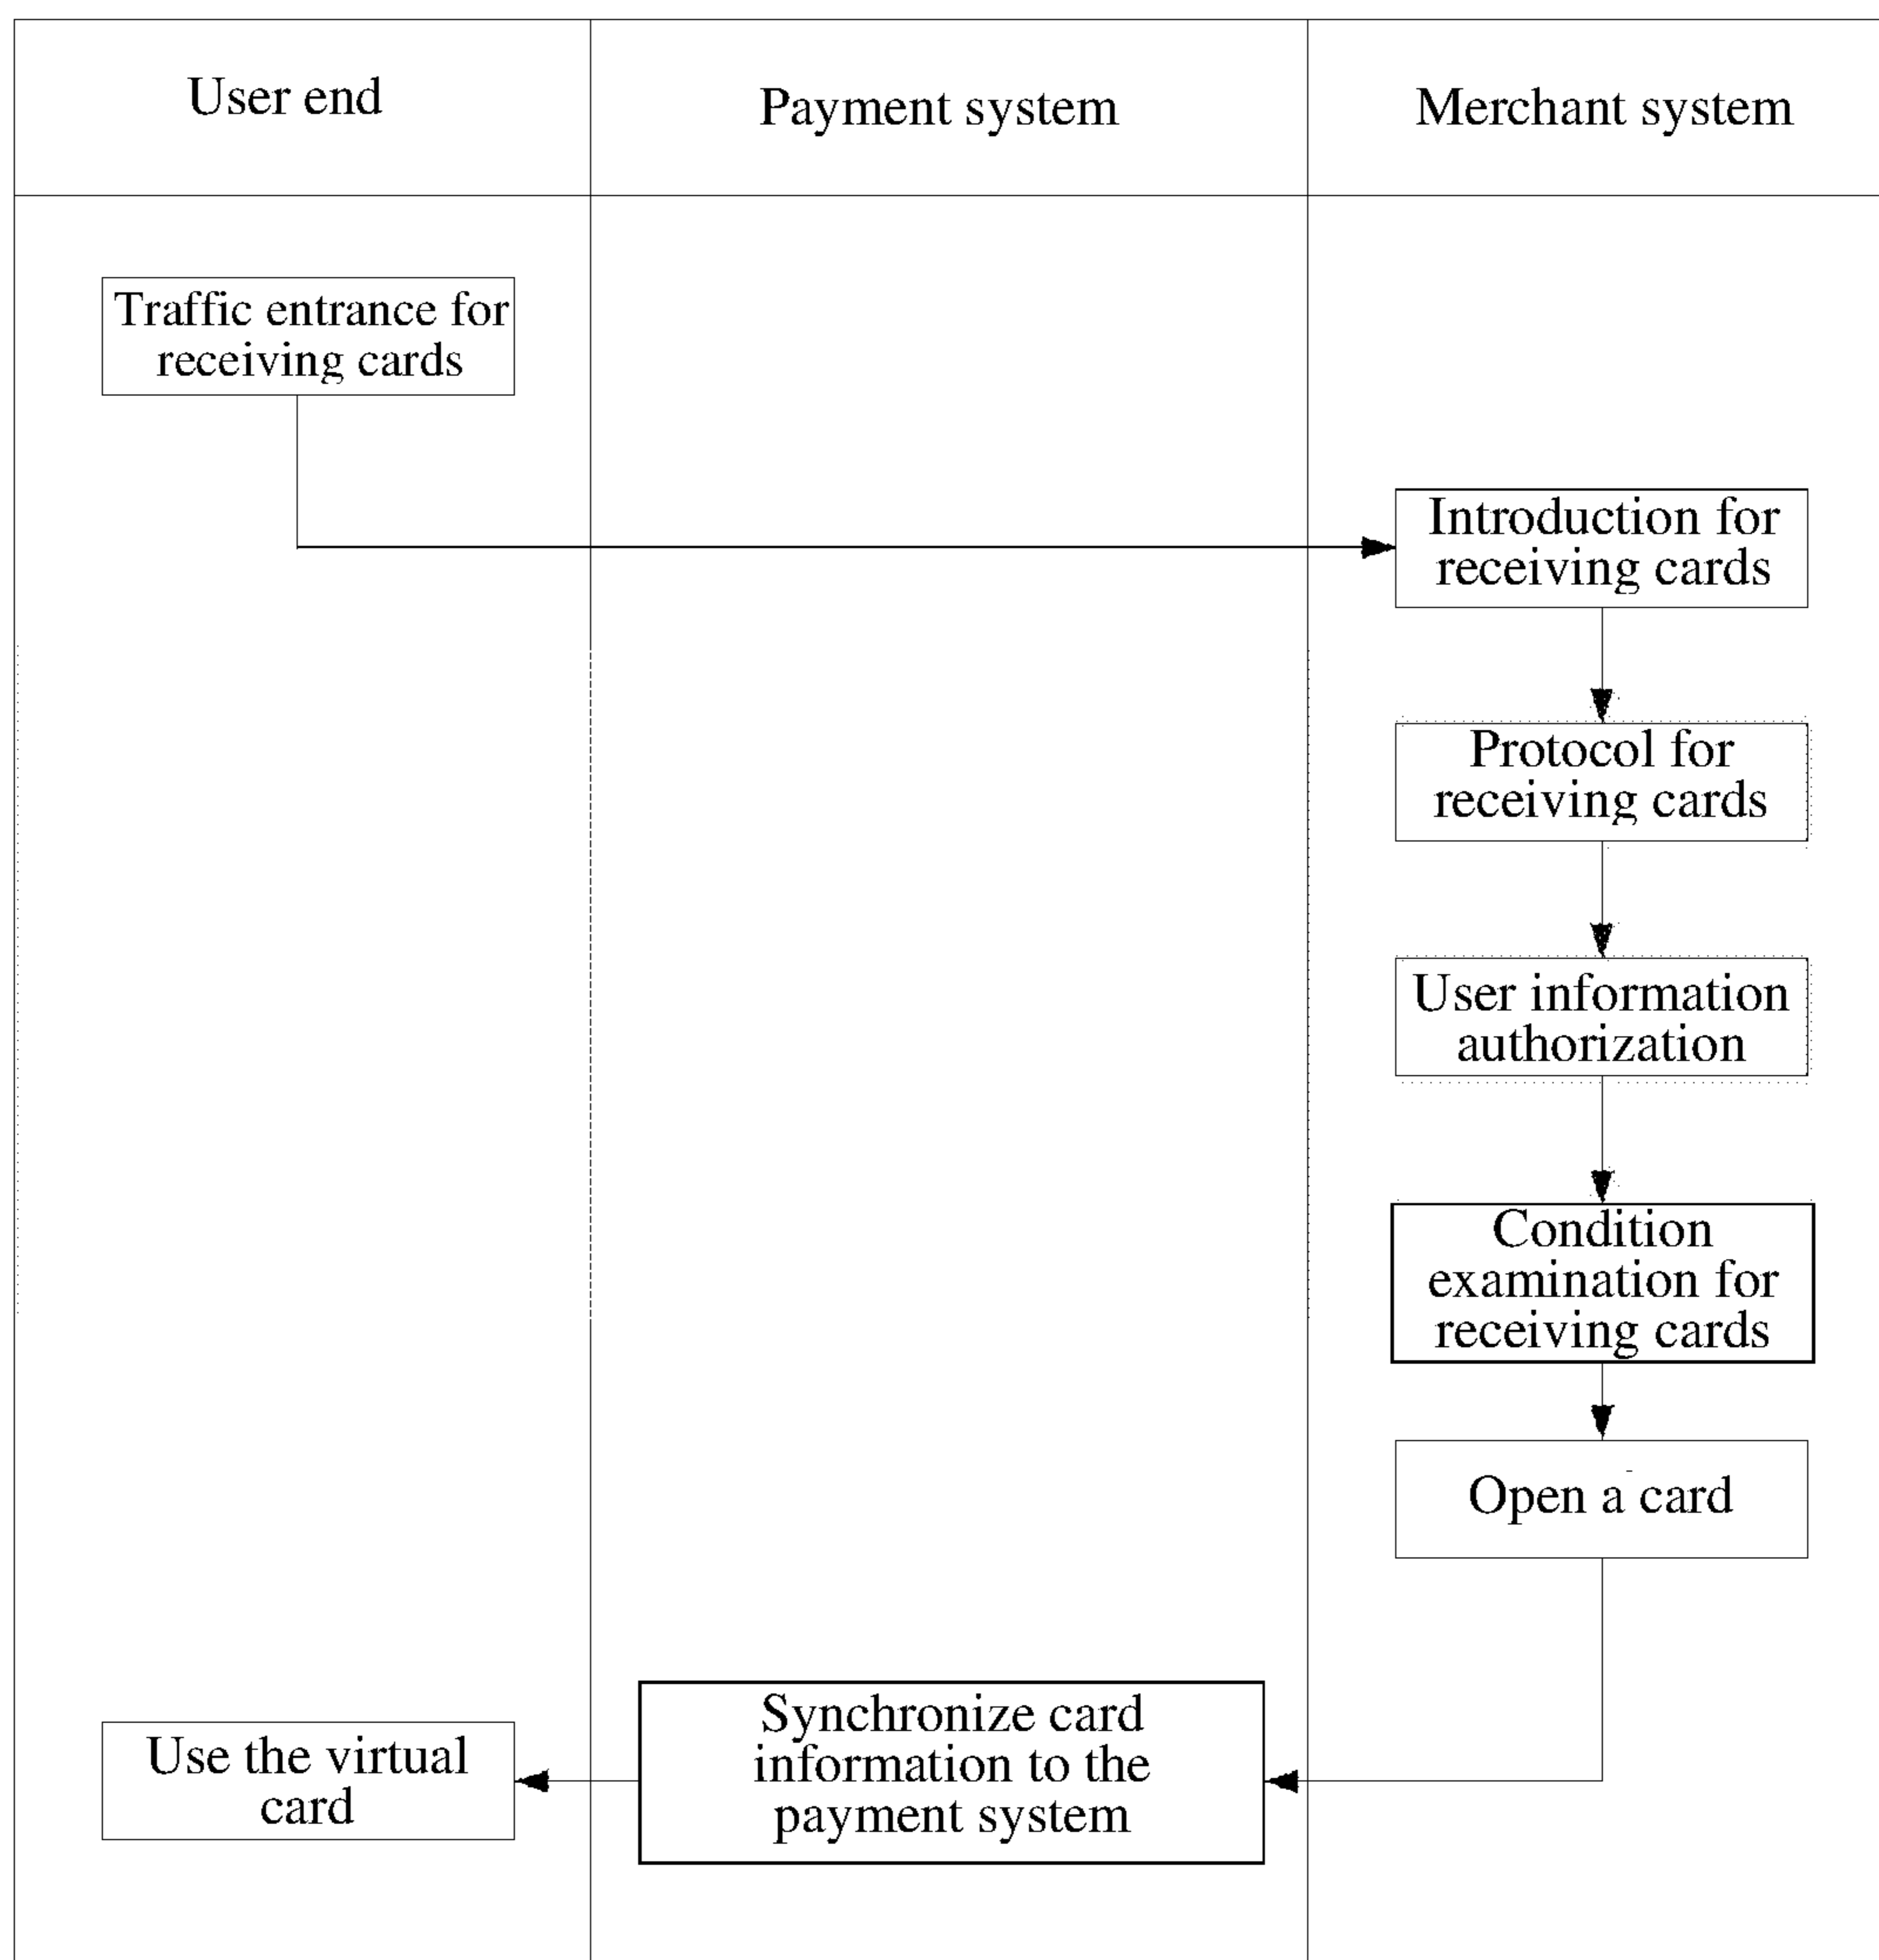 User end
Payment system
Merchant system
Traffic entrance for
receiving cards
Introduction for
receiving cards
Protocol for
receiving cards
User information
authorization
Condition
examination for
receiving cards
Open a card
Synchronize card
information to the
payment system
Use the virtual
card